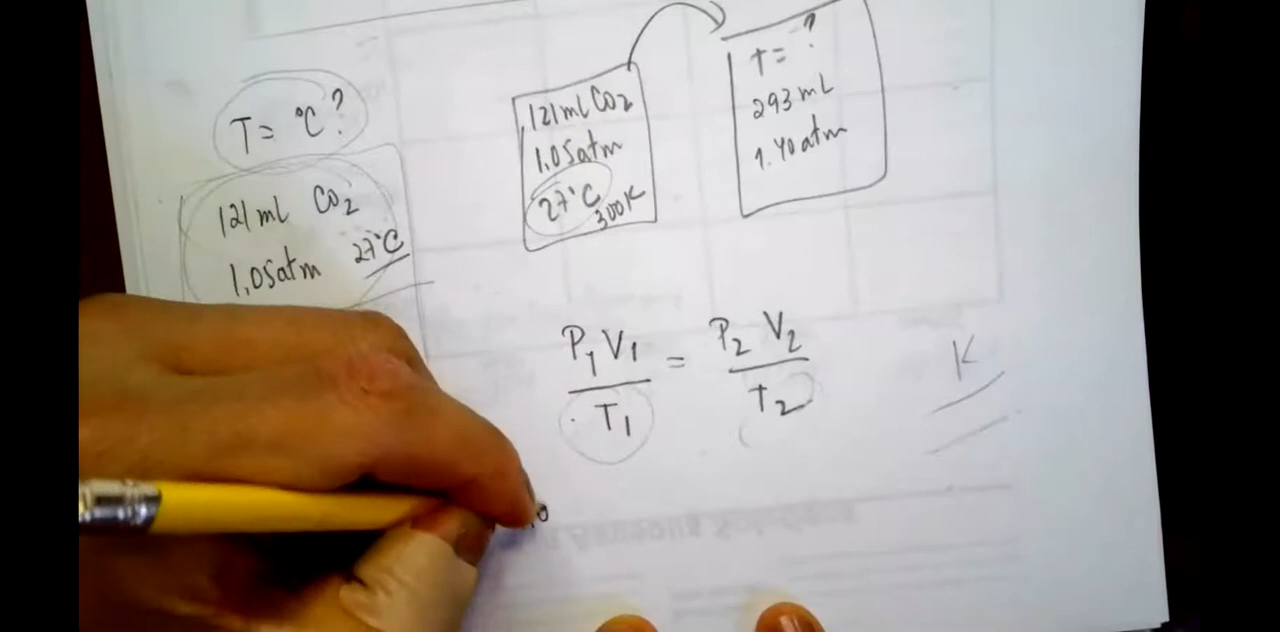 T = °C ?
121 ml CO2
1.05atm 27°C
121ml CO2
1.05atm
27°C 300K
T = ?
293 mL
1.40 atm
P1 V1 / T1 = P2 V2 / T2
K